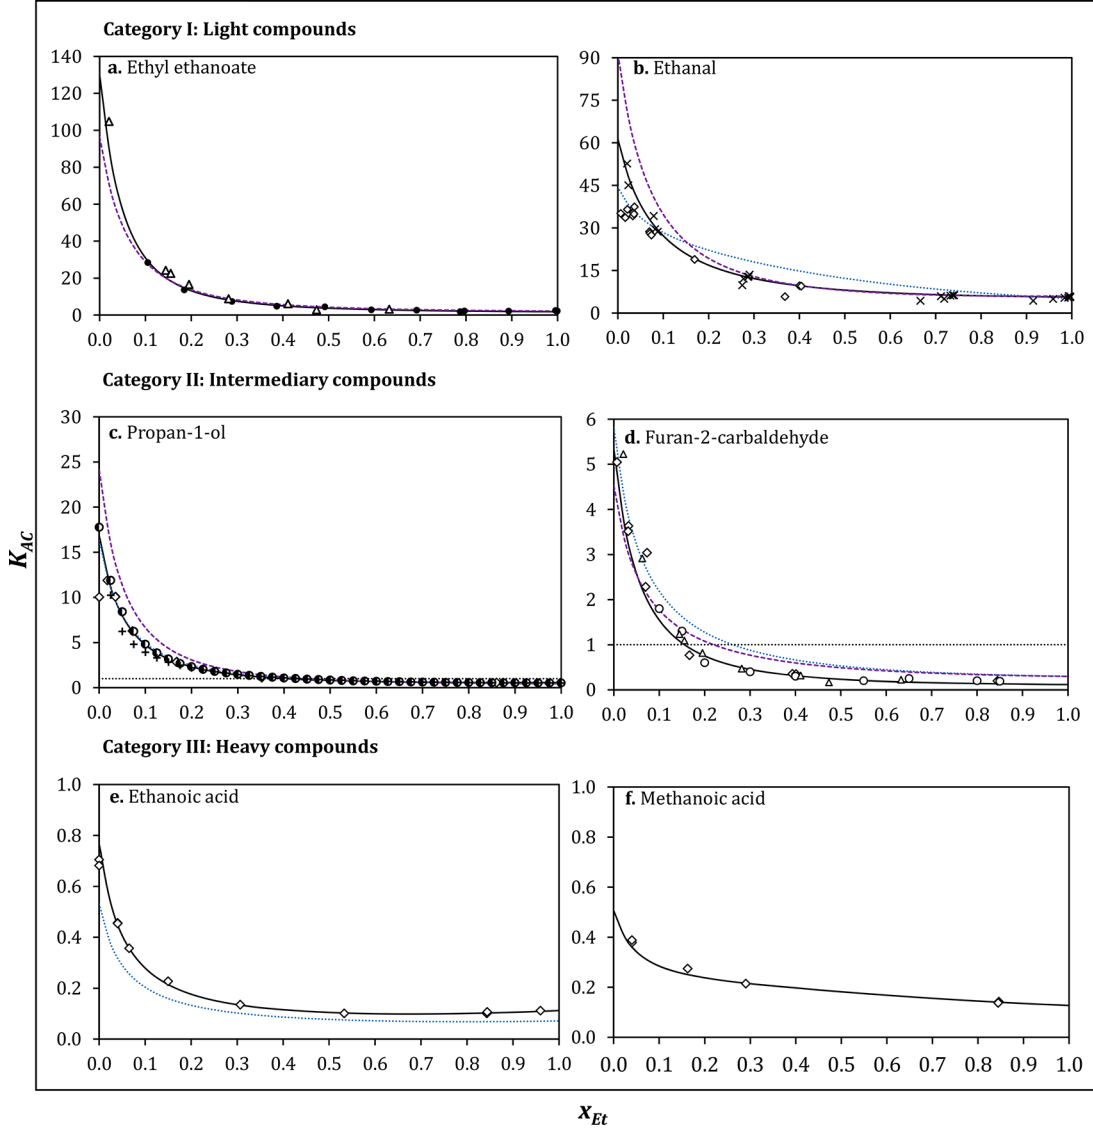 Category I: Light compounds
a. Ethyl ethanoate
140
120
100
80
60
40
20
0
0.0 0.1 0.2 0.3 0.4 0.5 0.6 0.7 0.8 0.9 1.0
b. Ethanal
90
75
60
45
30
15
0
0.0 0.1 0.2 0.3 0.4 0.5 0.6 0.7 0.8 0.9 1.0
Category II: Intermediary compounds
c. Propan-1-ol
30
25
20
15
10
5
0
0.0 0.1 0.2 0.3 0.4 0.5 0.6 0.7 0.8 0.9 1.0
d. Furan-2-carbaldehyde
6
5
4
3
2
1
0
0.0 0.1 0.2 0.3 0.4 0.5 0.6 0.7 0.8 0.9 1.0
K_AC
Category III: Heavy compounds
e. Ethanoic acid
1.0
0.8
0.6
0.4
0.2
0.0
0.0 0.1 0.2 0.3 0.4 0.5 0.6 0.7 0.8 0.9 1.0
f. Methanoic acid
1.0
0.8
0.6
0.4
0.2
0.0
0.0 0.1 0.2 0.3 0.4 0.5 0.6 0.7 0.8 0.9 1.0
x_Et